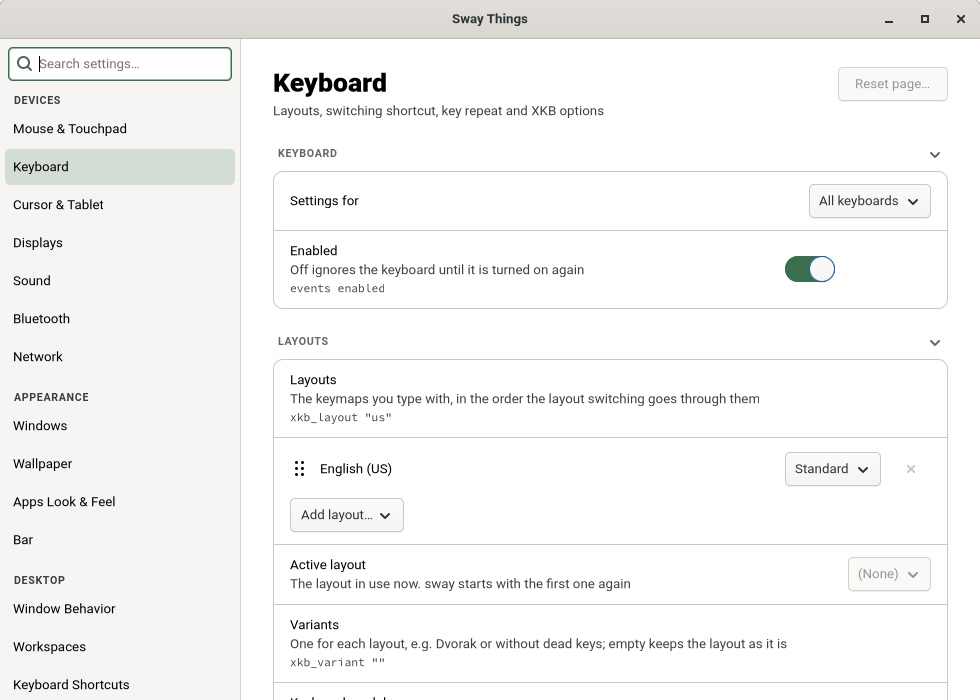 Sway Things
Search settings...
DEVICES
Mouse & Touchpad
Keyboard
Cursor & Tablet
Displays
Sound
Bluetooth
Network
APPEARANCE
Windows
Wallpaper
Apps Look & Feel
Bar
DESKTOP
Window Behavior
Workspaces
Keyboard Shortcuts
Keyboard
Reset page...
Layouts, switching shortcut, key repeat and XKB options
KEYBOARD
Settings for
All keyboards
Enabled
Off ignores the keyboard until it is turned on again
events enabled
LAYOUTS
Layouts
The keymaps you type with, in the order the layout switching goes through them
xkb_layout "us"
English (US)
Standard
Add layout...
Active layout
The layout in use now. sway starts with the first one again
(None)
Variants
One for each layout, e.g. Dvorak or without dead keys; empty keeps the layout as it is
xkb_variant ""